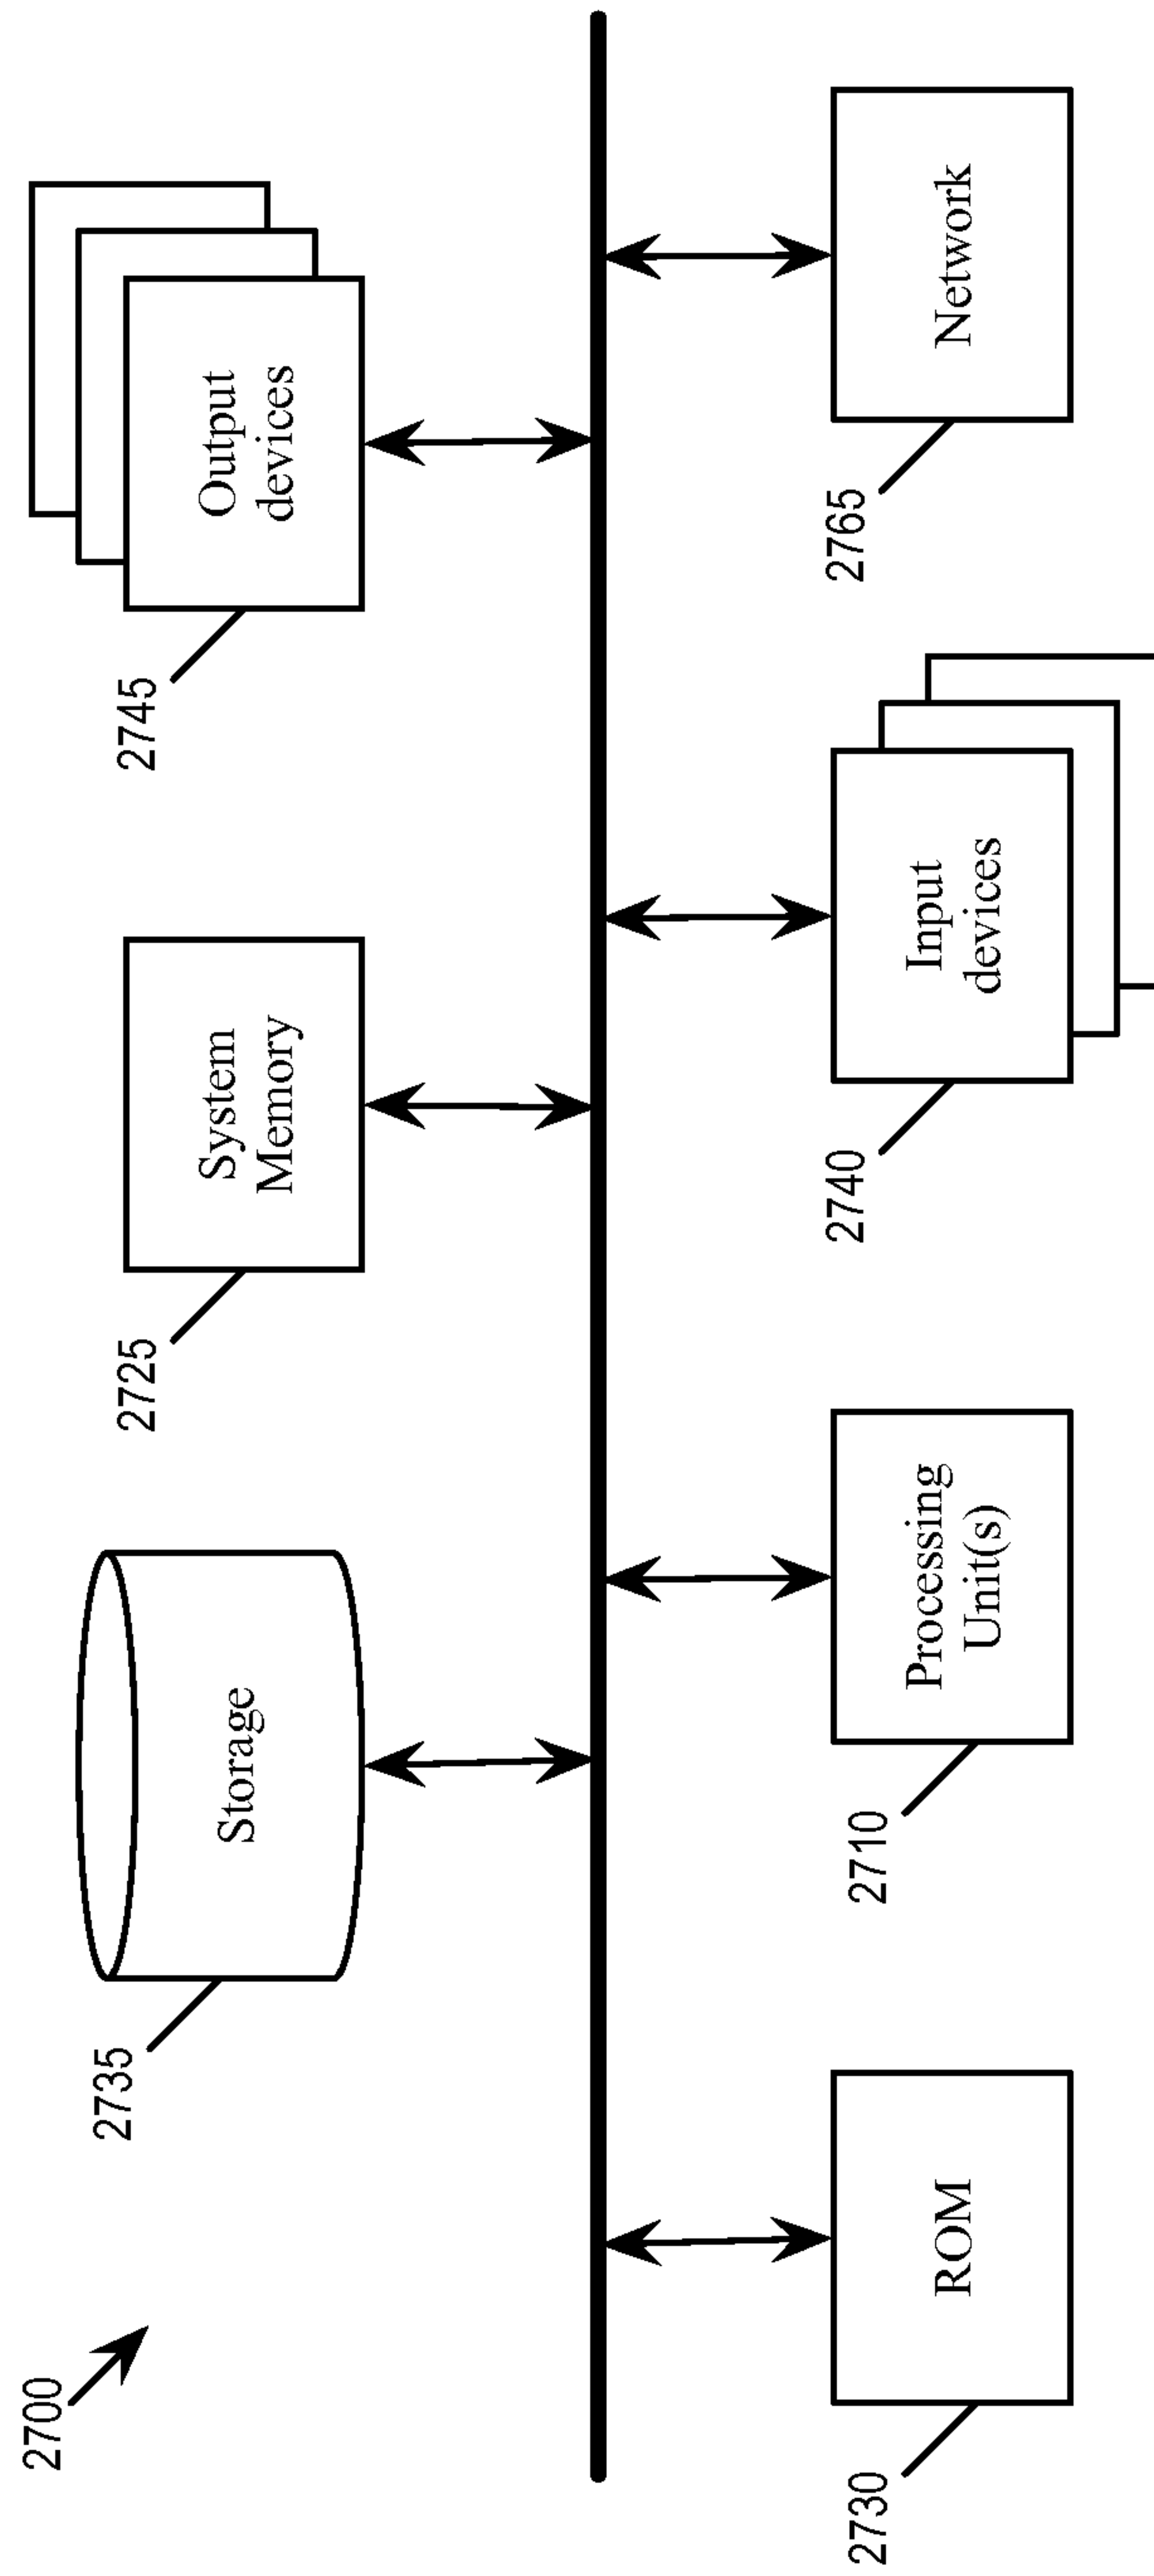 2700
2735
Storage
2725
System
Memory
2745
Output
devices
2730
ROM
2710
Processing
Unit(s)
2740
Input
devices
2765
Network